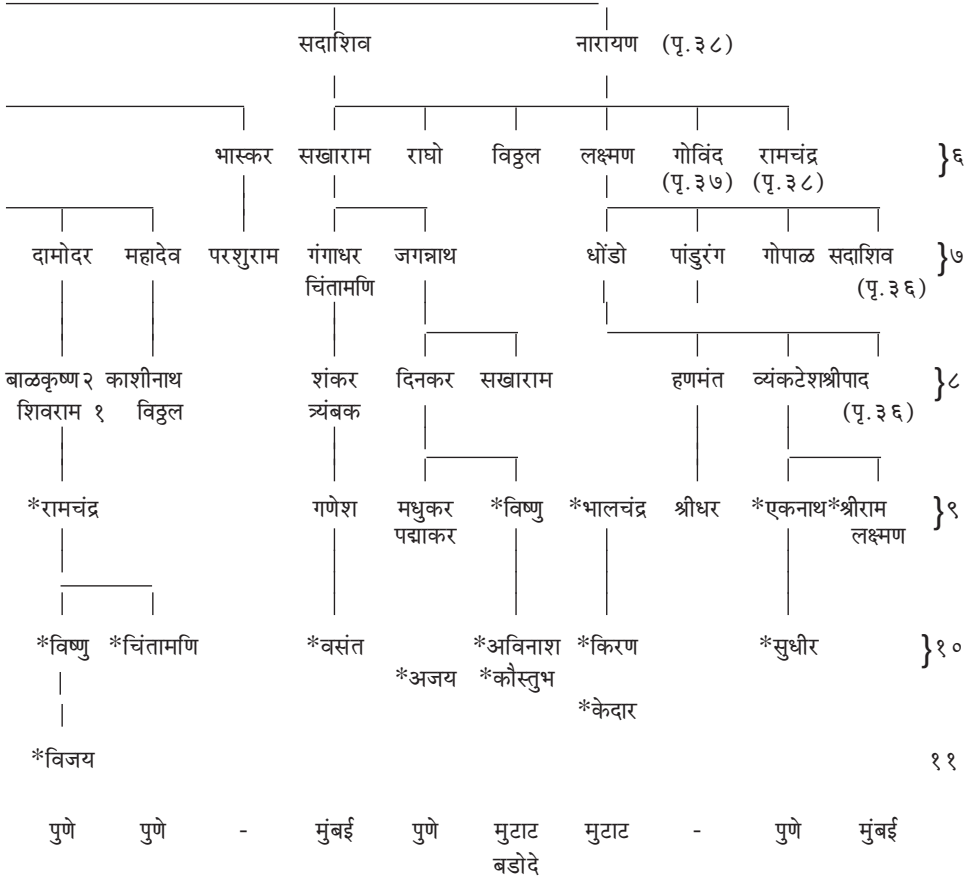 सदाशिव नारायण (पृ.३८)
भास्कर सखाराम राघो विठ्ठल लक्ष्मण गोविंद रामचंद्र }६
(पृ.३७) (पृ.३८)
दामोदर महादेव परशुराम गंगाधर जगन्नाथ धोंडो पांडुरंग गोपाळ सदाशिव }७
चिंतामणि (पृ.३६)
बाळकृष्ण२ काशीनाथ शंकर दिनकर सखाराम हणमंत व्यंकटेशश्रीपाद }८
शिवराम १ विठ्ठल त्र्यंबक (पृ.३६)
*रामचंद्र गणेश मधुकर *विष्णु *भालचंद्र श्रीधर *एकनाथ*श्रीराम }९
पद्माकर लक्ष्मण
*विष्णु *चिंतामणि *वसंत *अविनाश *किरण *सुधीर }१०
*अजय *कौस्तुभ
*केदार
*विजय ११
पुणे पुणे - मुंबई पुणे मुटाट मुटाट - पुणे मुंबई
बडोदे